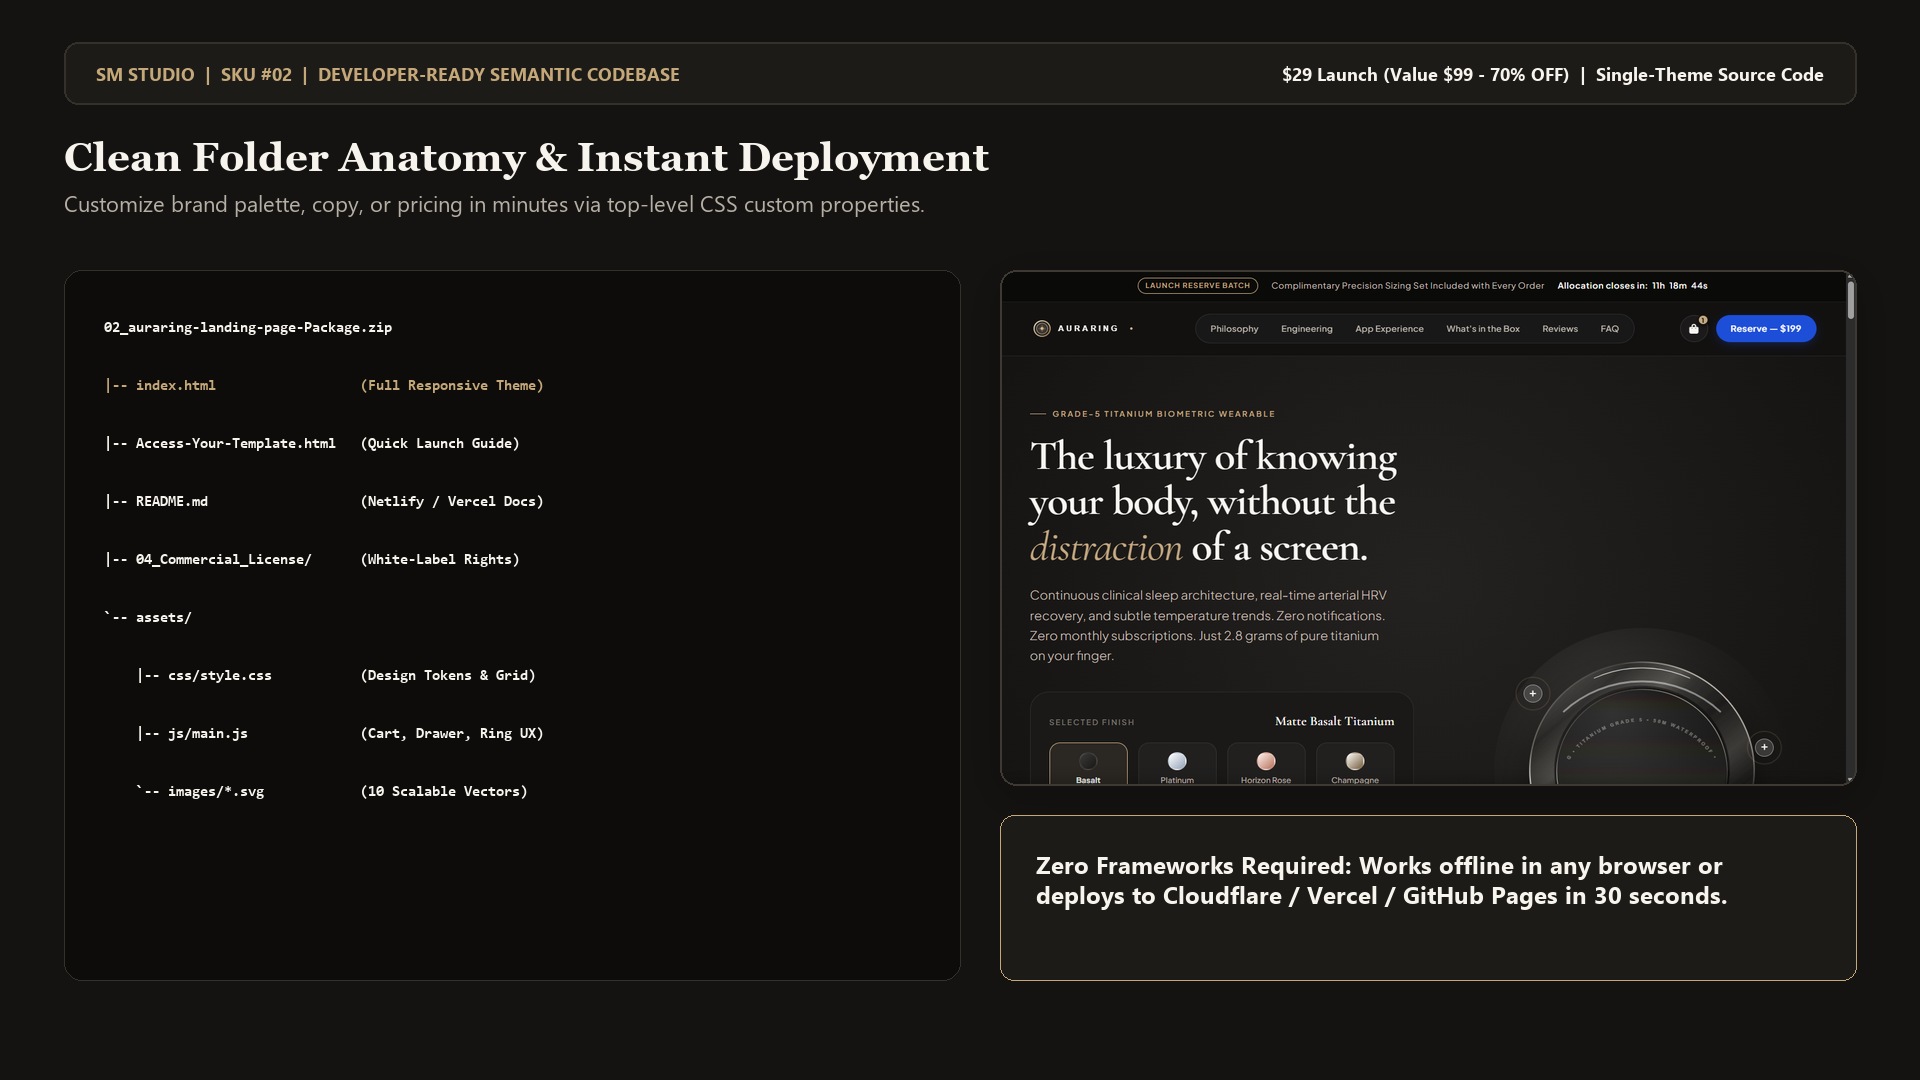 SM STUDIO | SKU #02 | DEVELOPER-READY SEMANTIC CODEBASE
$29 Launch (Value $99 - 70% OFF) | Single-Theme Source Code
Clean Folder Anatomy & Instant Deployment
Customize brand palette, copy, or pricing in minutes via top-level CSS custom properties.
02_auraring-landing-page-Package.zip
|-- index.html (Full Responsive Theme)
|-- Access-Your-Template.html (Quick Launch Guide)
|-- README.md (Netlify / Vercel Docs)
|-- 04_Commercial_License/ (White-Label Rights)
`-- assets/
|-- css/style.css (Design Tokens & Grid)
|-- js/main.js (Cart, Drawer, Ring UX)
`-- images/*.svg (10 Scalable Vectors)
LAUNCH RESERVE BATCH Complimentary Precision Sizing Set Included with Every Order Allocation closes in: 11h 18m 44s
AURARING
Philosophy Engineering App Experience What's in the Box Reviews FAQ
1
Reserve — $199
GRADE-5 TITANIUM BIOMETRIC WEARABLE
The luxury of knowing
your body, without the
distraction of a screen.
Continuous clinical sleep architecture, real-time arterial HRV
recovery, and subtle temperature trends. Zero notifications.
Zero monthly subscriptions. Just 2.8 grams of pure titanium
on your finger.
SELECTED FINISH Matte Basalt Titanium
Basalt Platinum Horizon Rose Champagne
• TITANIUM GRADE 5 • 50M WATERPROOF •
Zero Frameworks Required: Works offline in any browser or
deploys to Cloudflare / Vercel / GitHub Pages in 30 seconds.